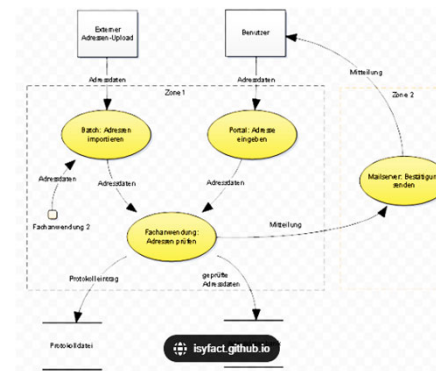 Externer
Adressen-Upload
Benutzer
Adressdaten
Adressdaten
Mitteilung
Zone 1
Zone 2
Batch: Adressen
importieren
Portal: Adresse
eingeben
Mailserver: Bestätigung
senden
Adressdaten
Adressdaten
Adressdaten
Fachanwendung 2
Fachanwendung:
Adressen prüfen
Mitteilung
Protokolleintrag
geprüfte
Adressdaten
Protokolldatei
isyfact.github.io